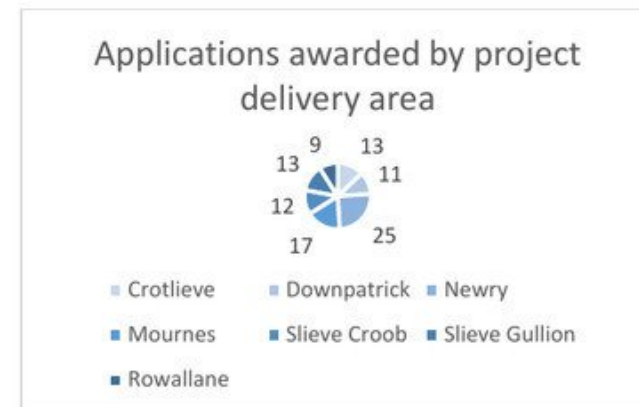 Applications awarded by project
delivery area
9 13
13 11
12
17 25
Crotlieve Downpatrick Newry
Mournes Slieve Croob Slieve Gullion
Rowallane